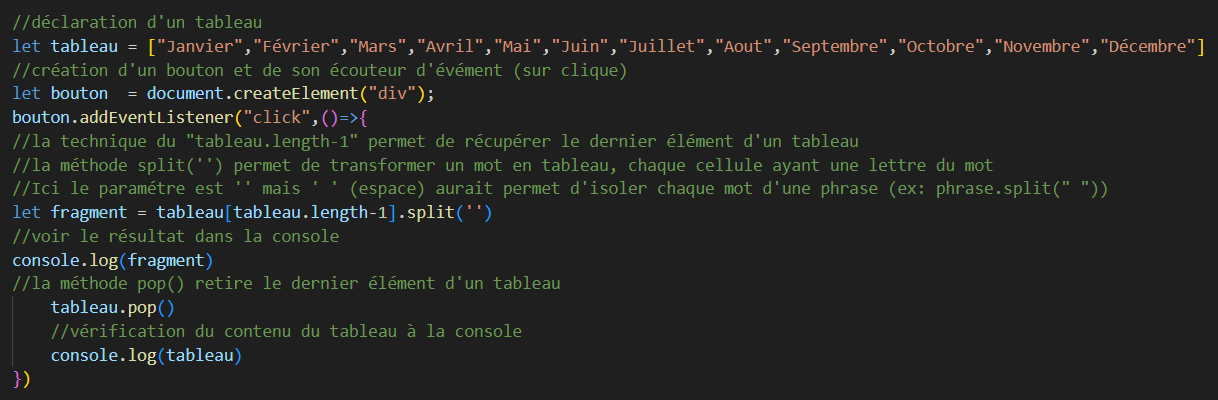 //déclaration d'un tableau
let tableau = ["Janvier","Février","Mars","Avril","Mai","Juin","Juillet","Aout","Septembre","Octobre","Novembre","Décembre"]
//création d'un bouton et de son écouteur d'évément (sur clique)
let bouton  = document.createElement("div");
bouton.addEventListener("click",()=>{
//la technique du "tableau.length-1" permet de récupérer le dernier élément d'un tableau
//la méthode split('') permet de transformer un mot en tableau, chaque cellule ayant une lettre du mot
//Ici le paramétre est '' mais ' ' (espace) aurait permet d'isoler chaque mot d'une phrase (ex: phrase.split(" "))
let fragment = tableau[tableau.length-1].split('')
//voir le résultat dans la console
console.log(fragment)
//la méthode pop() retire le dernier élément d'un tableau
    tableau.pop()
    //vérification du contenu du tableau à la console
    console.log(tableau)
})